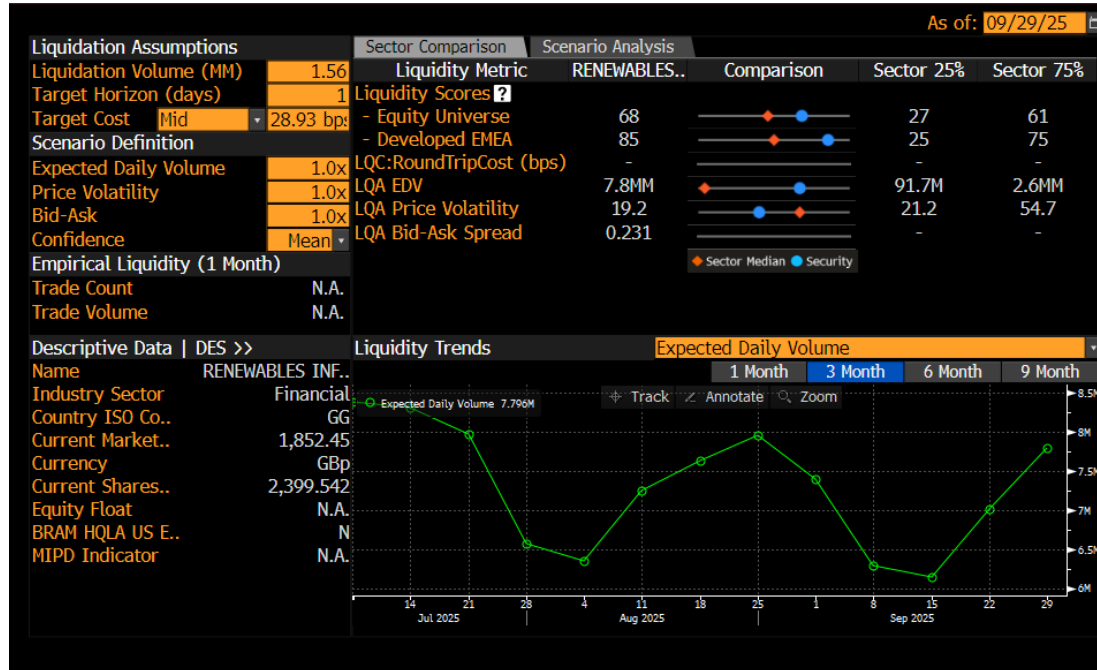 As of: 09/29/25
Liquidation Assumptions
Liquidation Volume (MM) 1.56
Target Horizon (days) 1
Target Cost Mid 28.93 bps
Scenario Definition
Expected Daily Volume 1.0x
Price Volatility 1.0x
Bid-Ask 1.0x
Confidence Mean
Empirical Liquidity (1 Month)
Trade Count N.A.
Trade Volume N.A.
Sector Comparison Scenario Analysis
Liquidity Metric RENEWABLES.. Comparison Sector 25% Sector 75%
Liquidity Scores ?
- Equity Universe 68 27 61
- Developed EMEA 85 25 75
LQC:RoundTripCost (bps) - - -
LQA EDV 7.8MM 91.7M 2.6MM
LQA Price Volatility 19.2 21.2 54.7
LQA Bid-Ask Spread 0.231 - -
Sector Median Security
Descriptive Data | DES >>
Name RENEWABLES INF..
Industry Sector Financial
Country ISO Co.. GG
Current Market.. 1,852.45
Currency GBp
Current Shares.. 2,399.542
Equity Float N.A.
BRAM HQLA US E.. N
MIPD Indicator N.A.
Liquidity Trends Expected Daily Volume
1 Month 3 Month 6 Month 9 Month
Track Annotate Zoom
Expected Daily Volume 7.796M
8.5M
8M
7.5M
7M
6.5M
6M
14 21 28 4 11 18 25 1 8 15 22 29
Jul 2025 Aug 2025 Sep 2025